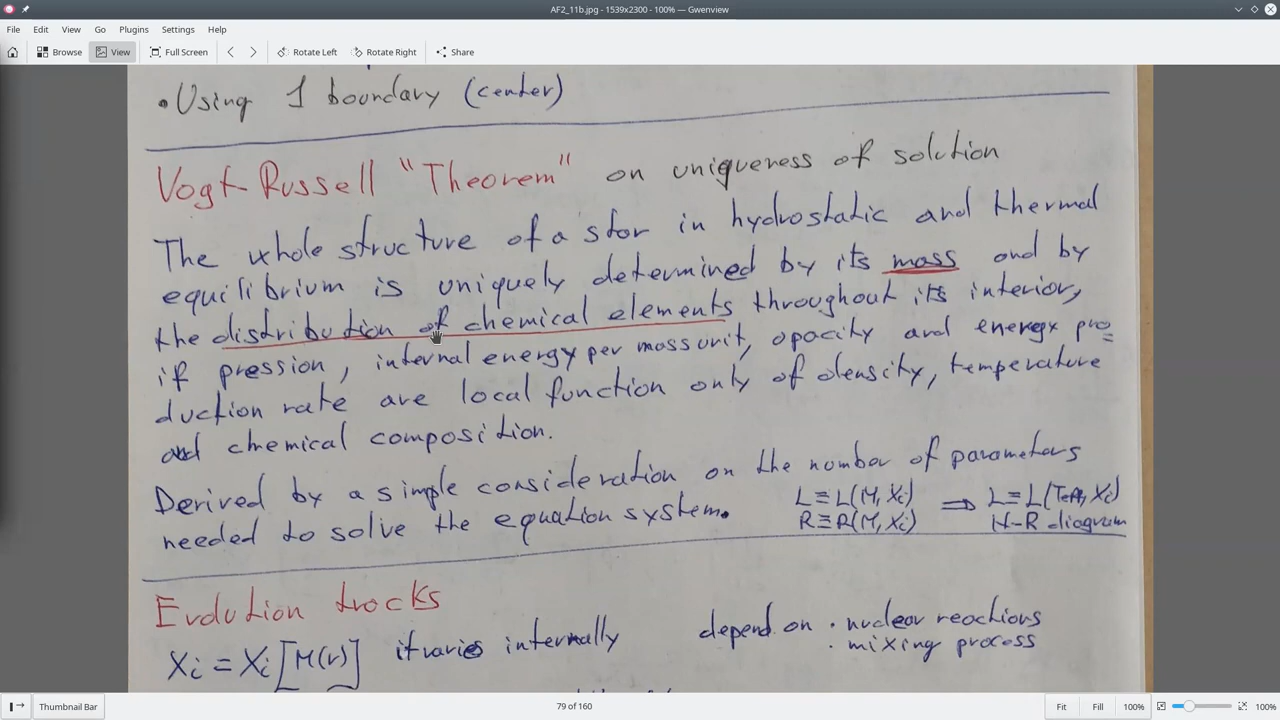 AF2_11b.jpg - 1539x2300 - 100% — Gwenview
File Edit View Go Plugins Settings Help
Browse View Full Screen Rotate Left Rotate Right Share
• Using 1 boundary (center)
Vogt-Russell "Theorem" on uniqueness of solution
The whole structure of a star in hydrostatic and thermal
equilibrium is uniquely determined by its mass and by
the distribution of chemical elements throughout its interior,
if pression, internal energy per mass unit, opacity and energy pro=
duction rate are local function only of density, temperature
and chemical composition.
Derived by a simple consideration on the number of parameters
needed to solve the equation system.
L≡L(M,Xi) ⟹ L≡L(Teff,Xi)
R≡R(M,Xi) H-R diagram
Evolution tracks
Xi = Xi [M(r)] it varies internally depend on • nuclear reactions
• mixing process
Thumbnail Bar 79 of 160 Fit Fill 100% 100%